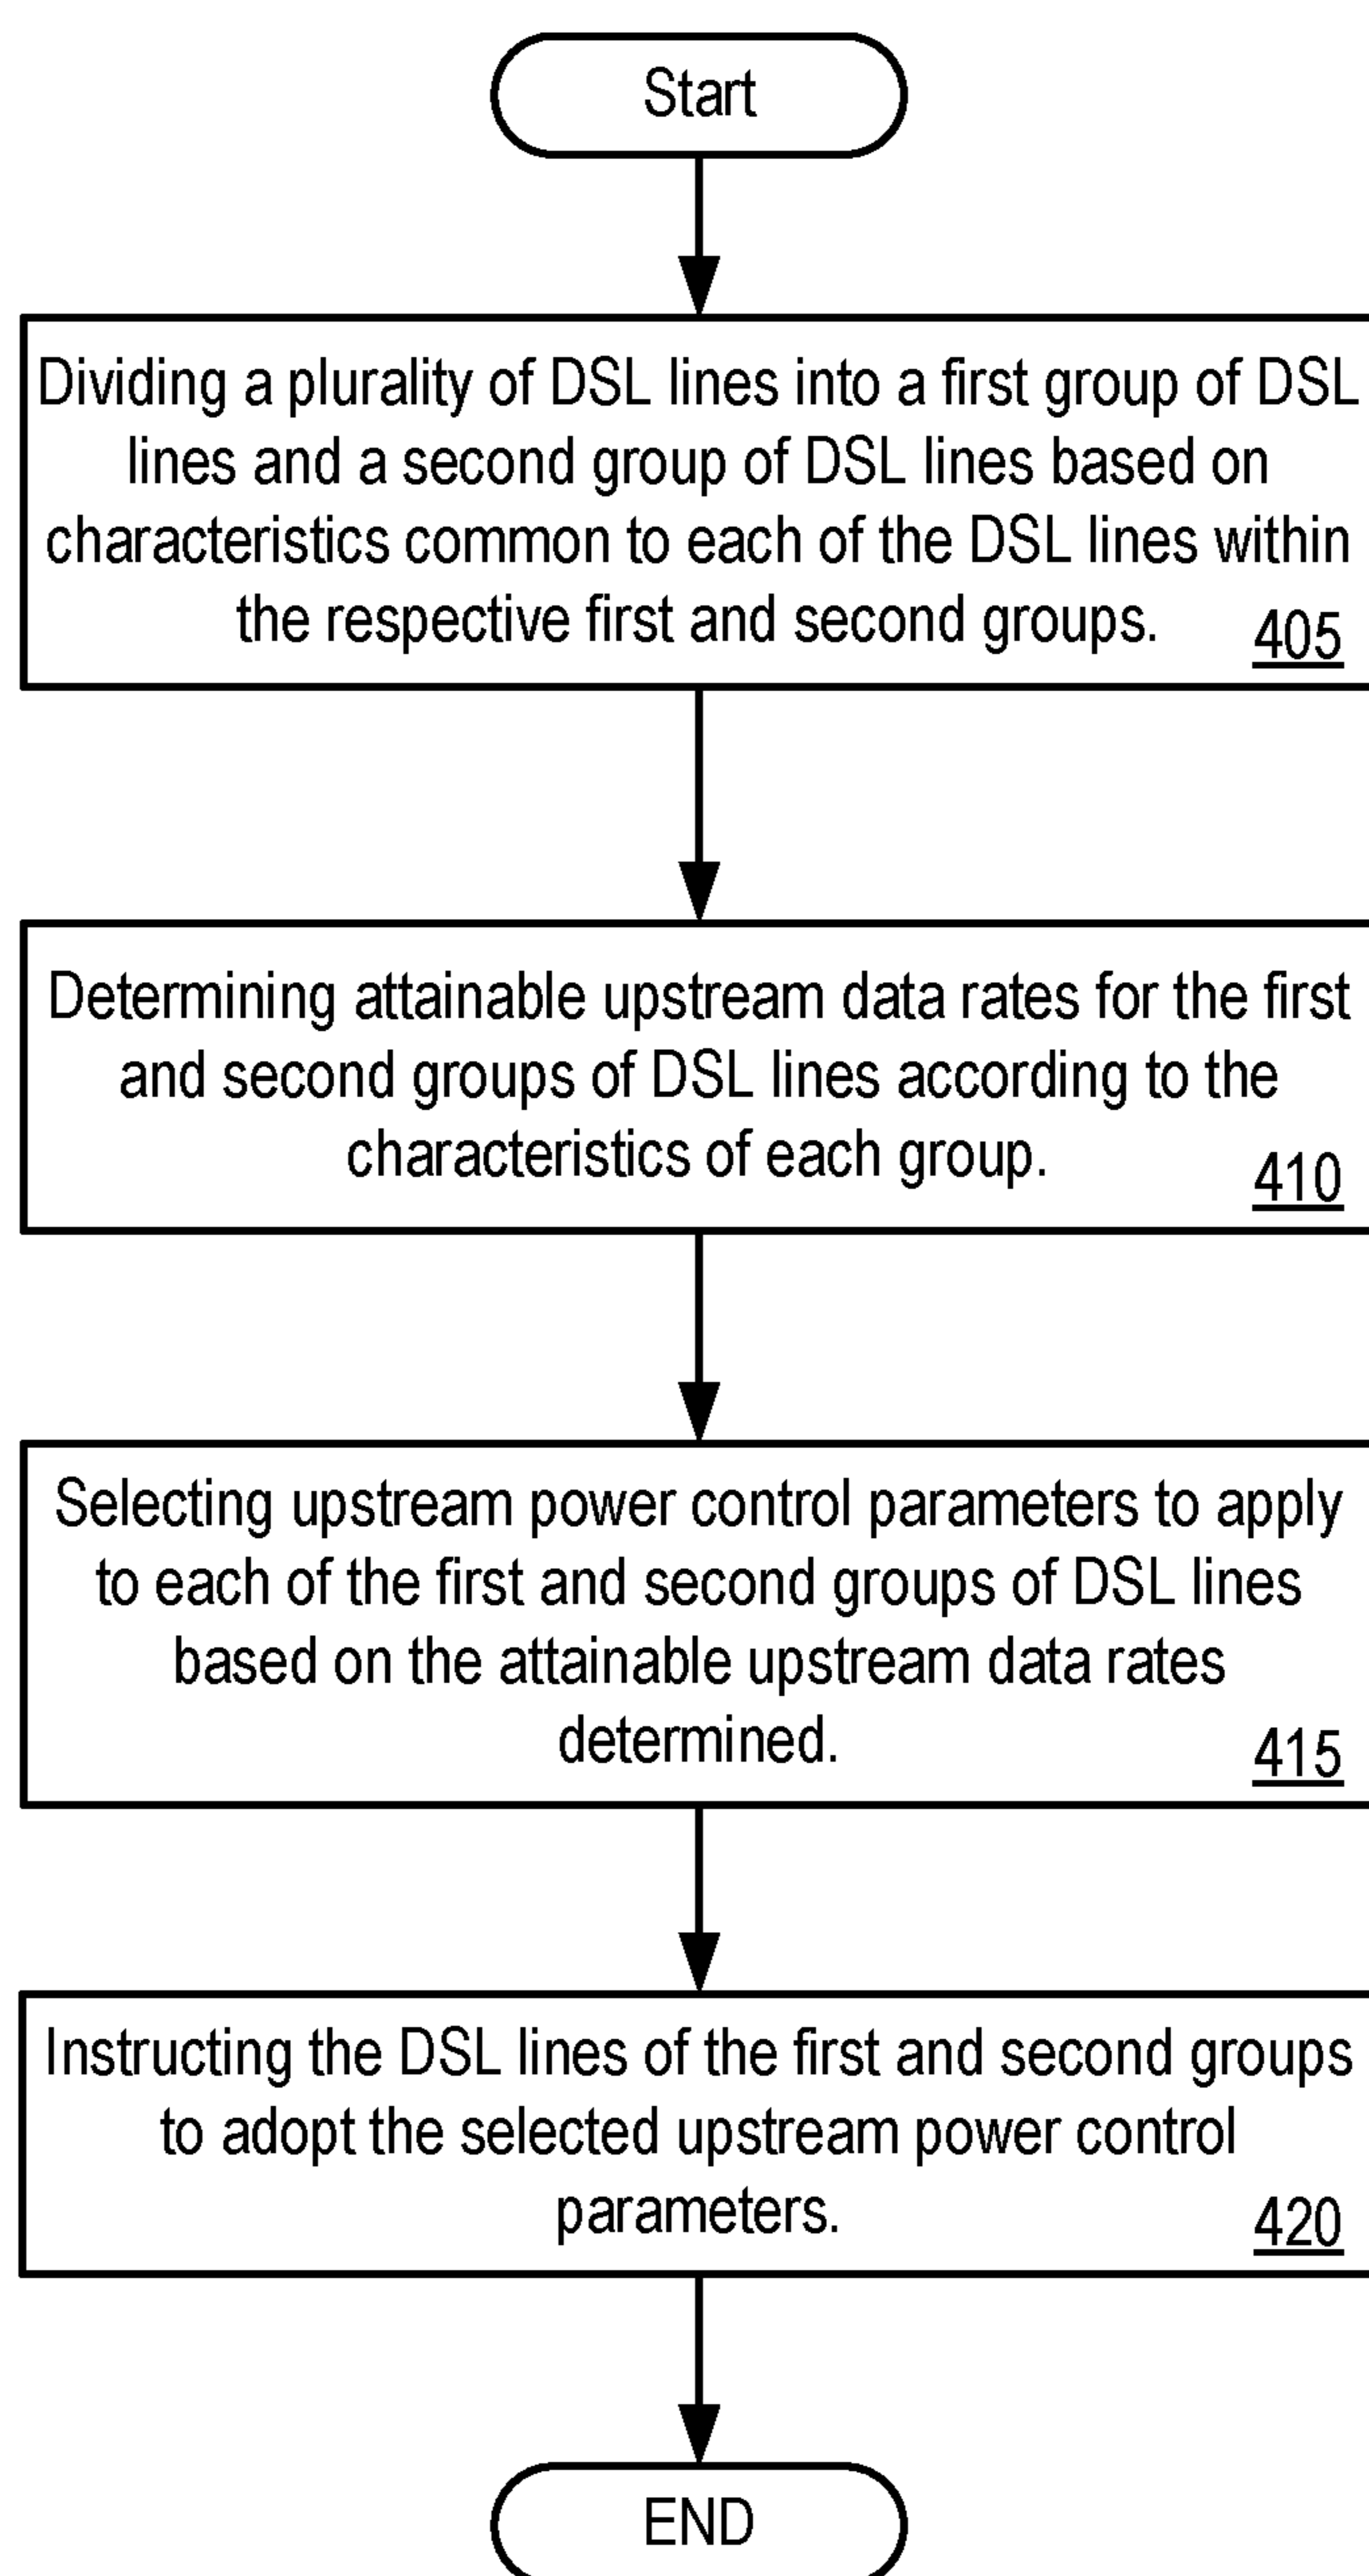 Start
Dividing a plurality of DSL lines into a first group of DSL
lines and a second group of DSL lines based on
characteristics common to each of the DSL lines within
the respective first and second groups.
405
Determining attainable upstream data rates for the first
and second groups of DSL lines according to the
characteristics of each group.
410
Selecting upstream power control parameters to apply
to each of the first and second groups of DSL lines
based on the attainable upstream data rates
determined.
415
Instructing the DSL lines of the first and second groups
to adopt the selected upstream power control
parameters.
420
END